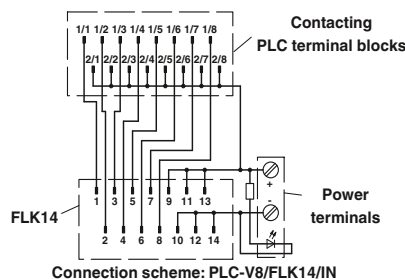 Contacting
PLC terminal blocks
1/1 1/2 1/3 1/4 1/5 1/6 1/7 1/8
2/1 2/2 2/3 2/4 2/5 2/6 2/7 2/8
FLK14
1 3 5 7 9 11 13
2 4 6 8 10 12 14
+
-
Power
terminals
Connection scheme: PLC-V8/FLK14/IN